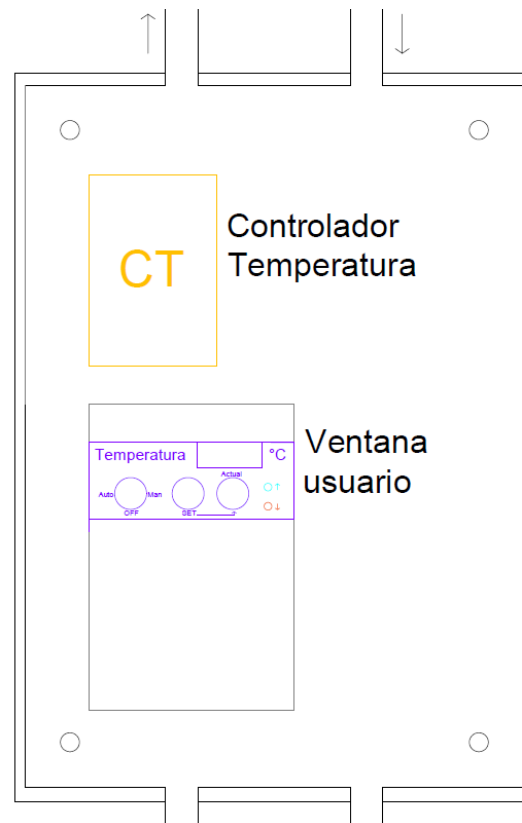 CT
Controlador
Temperatura
Ventana
usuario
Temperatura °C
Actual
Auto Man
OFF
SET